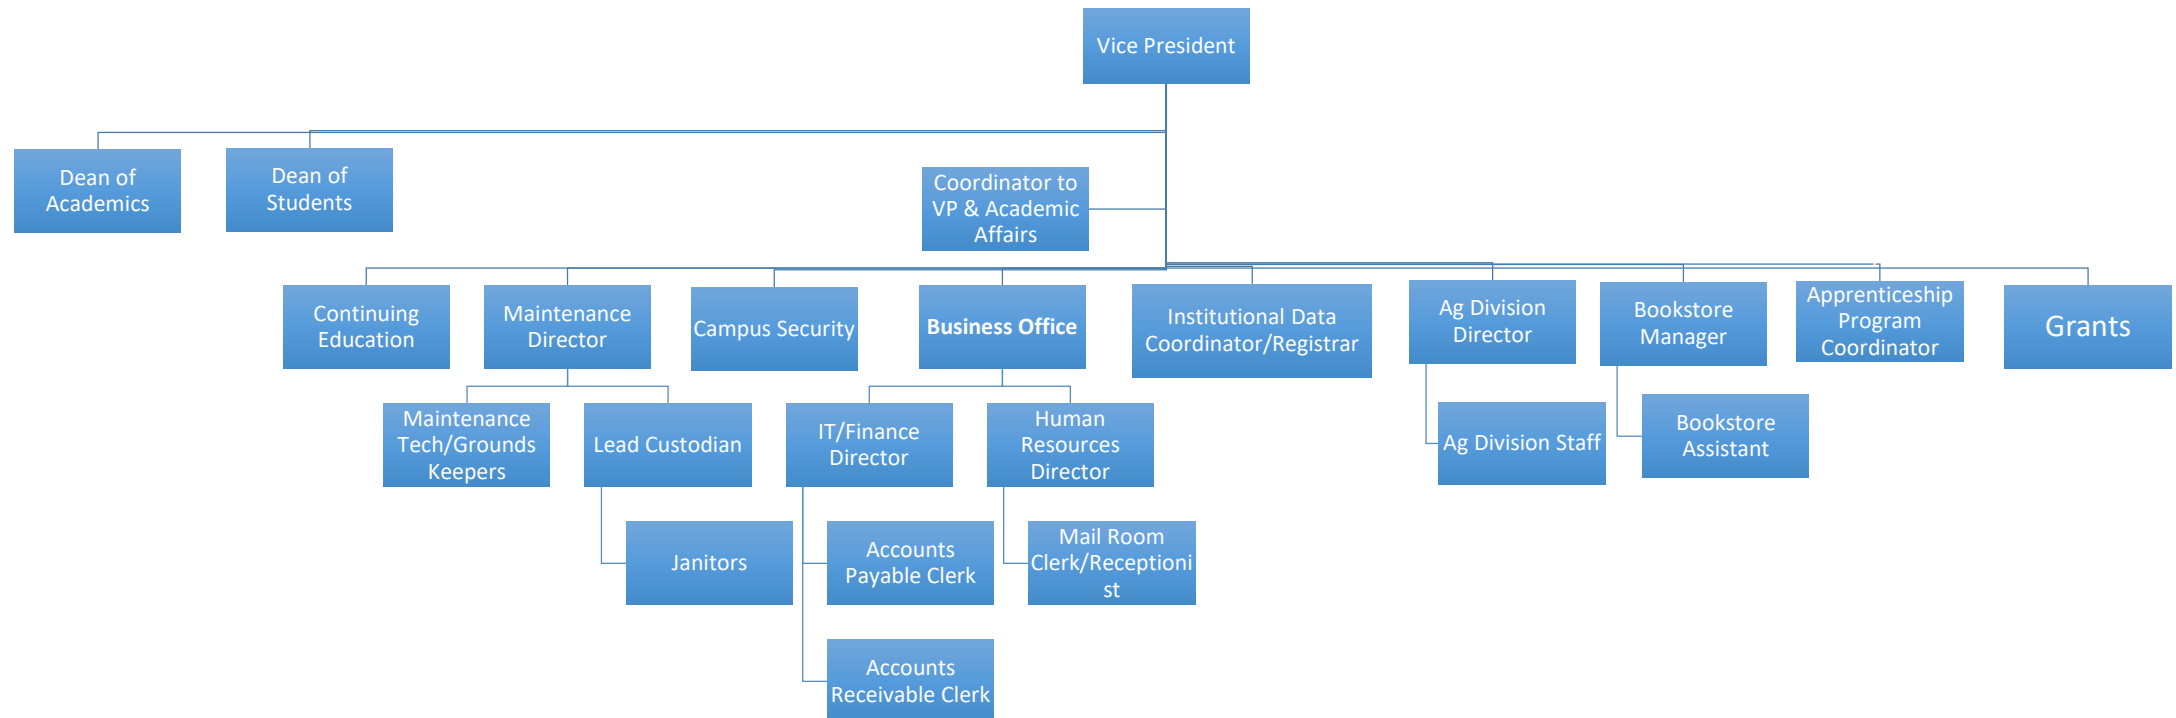 Vice President
Dean of
Academics
Dean of
Students
Coordinator to
VP & Academic
Affairs
Continuing
Education
Maintenance
Director
Campus Security
Business Office
Institutional Data
Coordinator/Registrar
Ag Division
Director
Bookstore
Manager
Apprenticeship
Program
Coordinator
Grants
Maintenance
Tech/Grounds
Keepers
Lead Custodian
IT/Finance
Director
Human
Resources
Director
Ag Division Staff
Bookstore
Assistant
Janitors
Accounts
Payable Clerk
Mail Room
Clerk/Receptioni
st
Accounts
Receivable Clerk